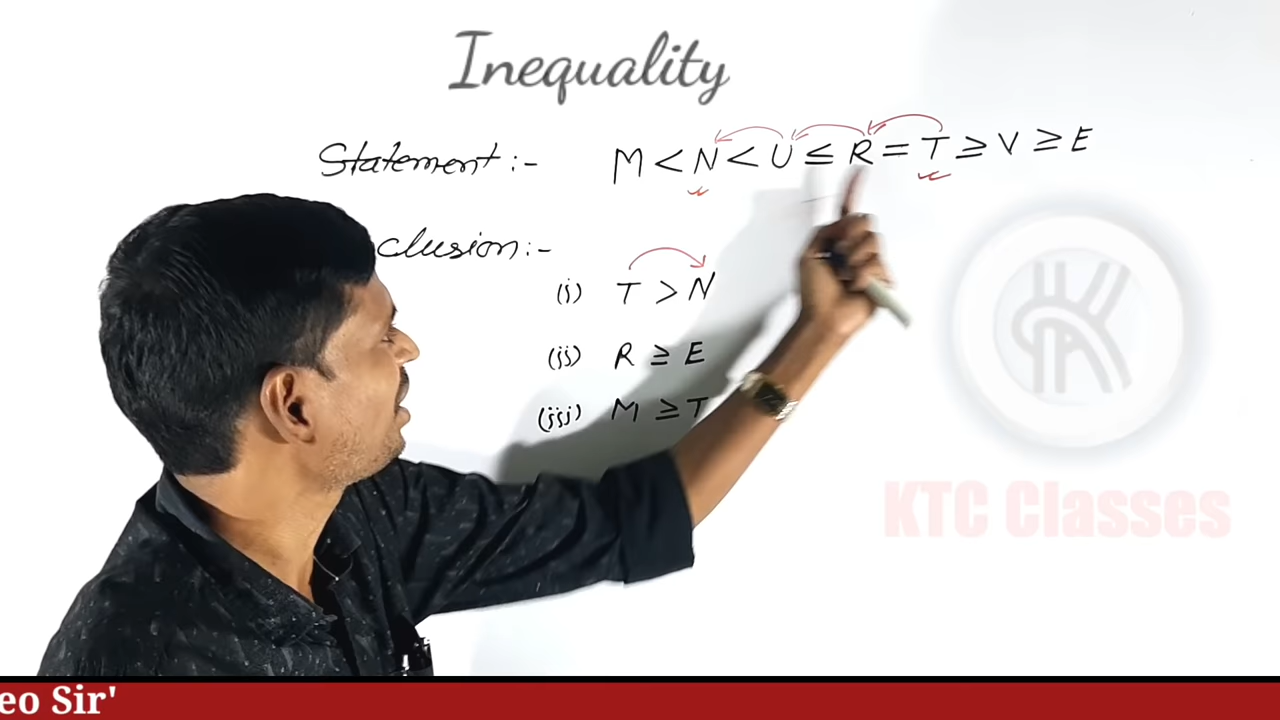 Inequality
Statement :- M < N < U ≤ R = T ≥ V ≥ E
clusion :-
(i) T > N
(ii) R ≥ E
(iii) M ≥ T
KTC Classes
eo Sir'